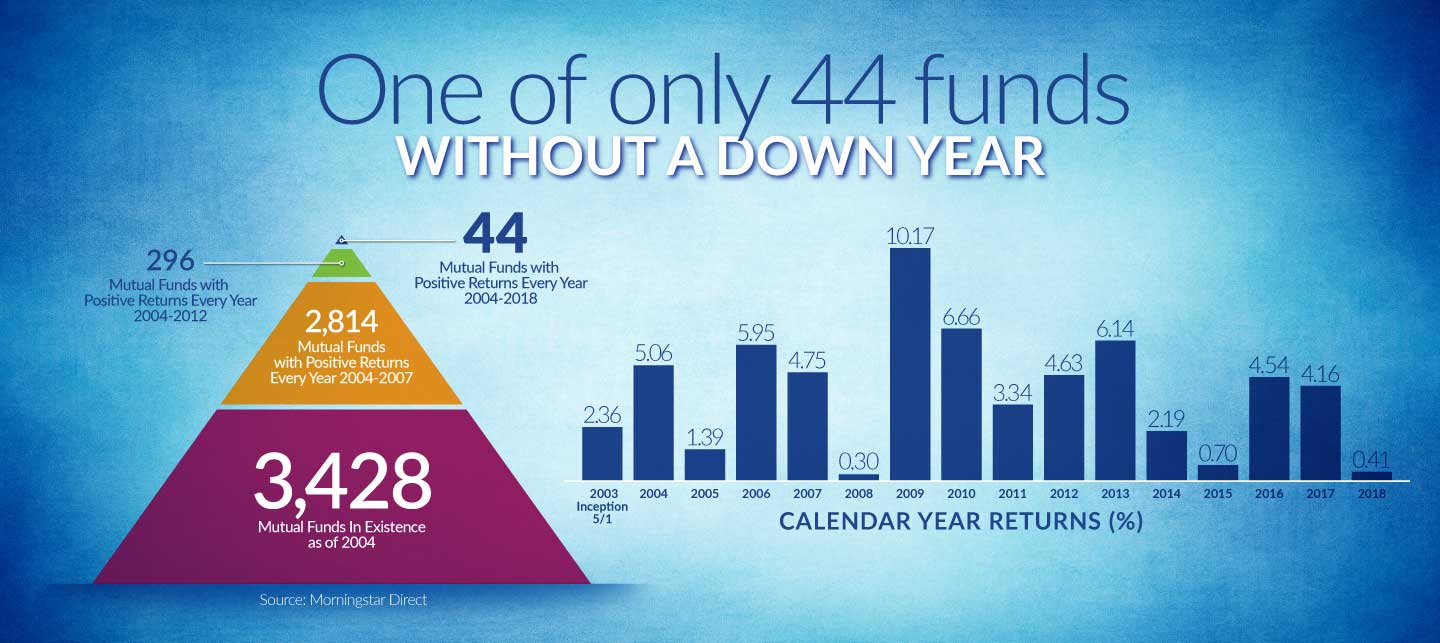 One of only 44 funds
WITHOUT A DOWN YEAR
44
Mutual Funds with
Positive Returns Every Year
2004-2018
296
Mutual Funds with
Positive Returns Every Year
2004-2012
2,814
Mutual Funds
with Positive Returns
Every Year 2004-2007
3,428
Mutual Funds In Existence
as of 2004
Source: Morningstar Direct
2.36
5.06
1.39
5.95
4.75
0.30
10.17
6.66
3.34
4.63
6.14
2.19
0.70
4.54
4.16
0.41
2003 2004 2005 2006 2007 2008 2009 2010 2011 2012 2013 2014 2015 2016 2017 2018
Inception
5/1
CALENDAR YEAR RETURNS (%)